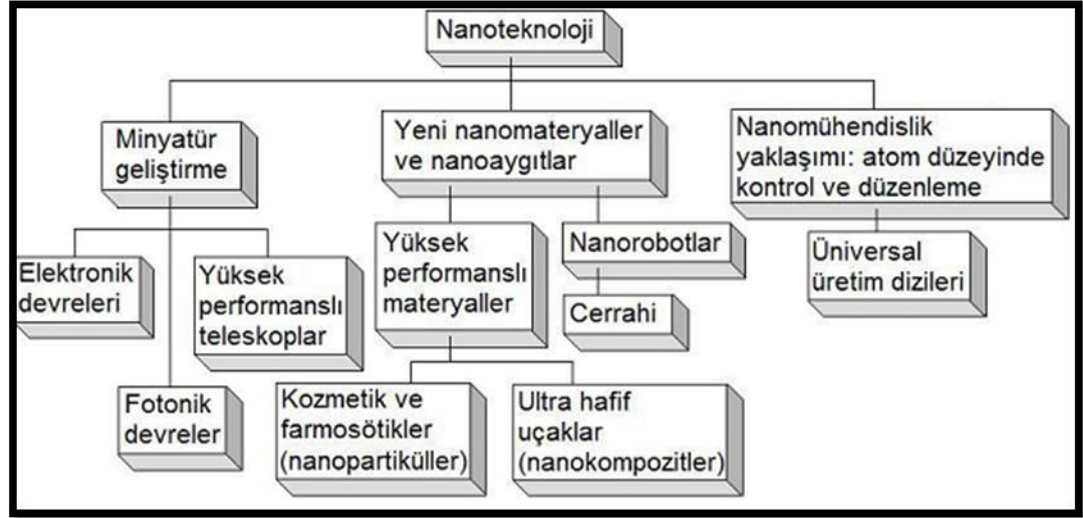 Nanoteknoloji
Minyatür
geliştirme
Yeni nanomateryaller
ve nanoaygıtlar
Nanomühendislik
yaklaşımı: atom düzeyinde
kontrol ve düzenleme
Elektronik
devreleri
Yüksek
performanslı
teleskoplar
Yüksek
performanslı
materyaller
Nanorobotlar
Cerrahi
Üniversal
üretim dizileri
Fotonik
devreler
Kozmetik ve
farmosötikler
(nanopartiküller)
Ultra hafif
uçaklar
(nanokompozitler)